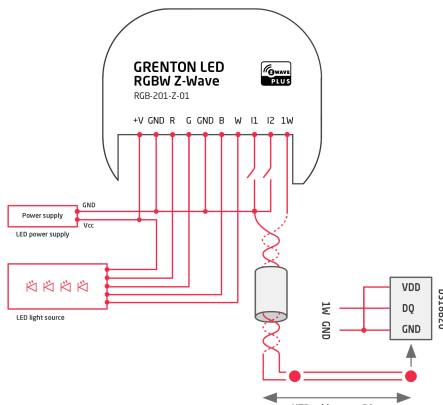 GRENTON LED
RGBW Z-Wave
RGB-201-Z-01
Z WAVE
PLUS
+V GND R G GND B W I1 I2 1W
GND
Power supply
Vcc
LED power supply
LED light source
1W
GND
VDD
DQ
GND
DS18B20